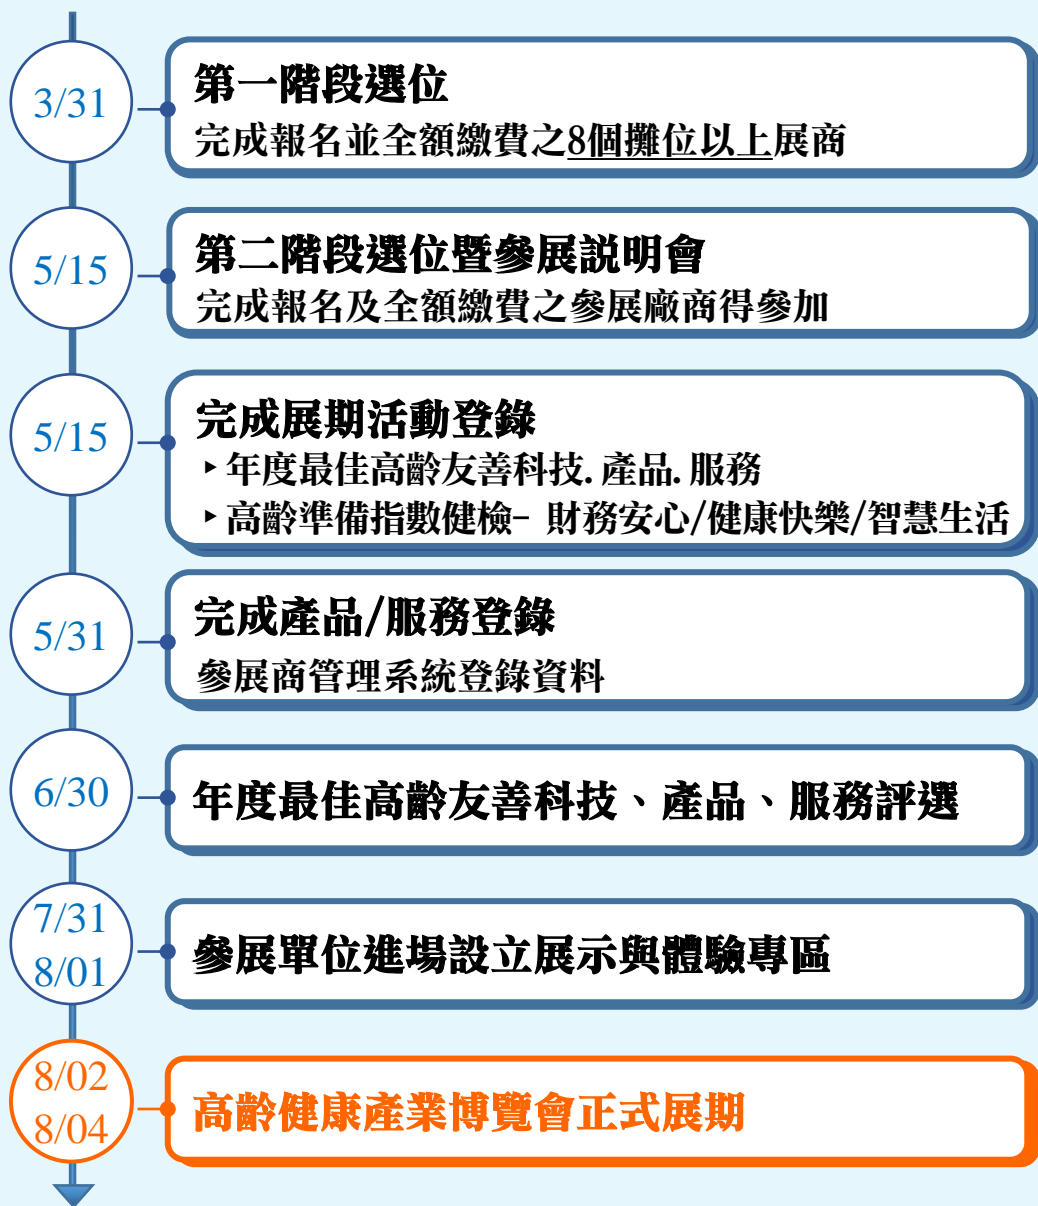 3/31
第一階段選位
完成報名並全額繳費之8個攤位以上展商
5/15
第二階段選位暨參展説明會
完成報名及全額繳費之參展廠商得參加
5/15
完成展期活動登錄
‣年度最佳高齡友善科技.產品.服務
‣高齡準備指數健檢- 財務安心/健康快樂/智慧生活
5/31
完成產品/服務登錄
參展商管理系統登錄資料
6/30
年度最佳高齡友善科技、產品、服務評選
7/31
8/01
參展單位進場設立展示與體驗專區
8/02
8/04
高齡健康產業博覽會正式展期